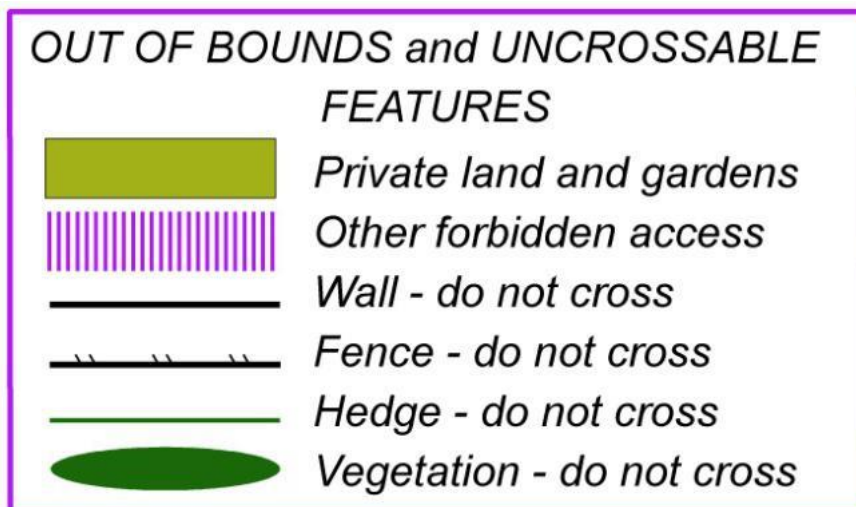 OUT OF BOUNDS and UNCROSSABLE
FEATURES
Private land and gardens
Other forbidden access
Wall - do not cross
Fence - do not cross
Hedge - do not cross
Vegetation - do not cross